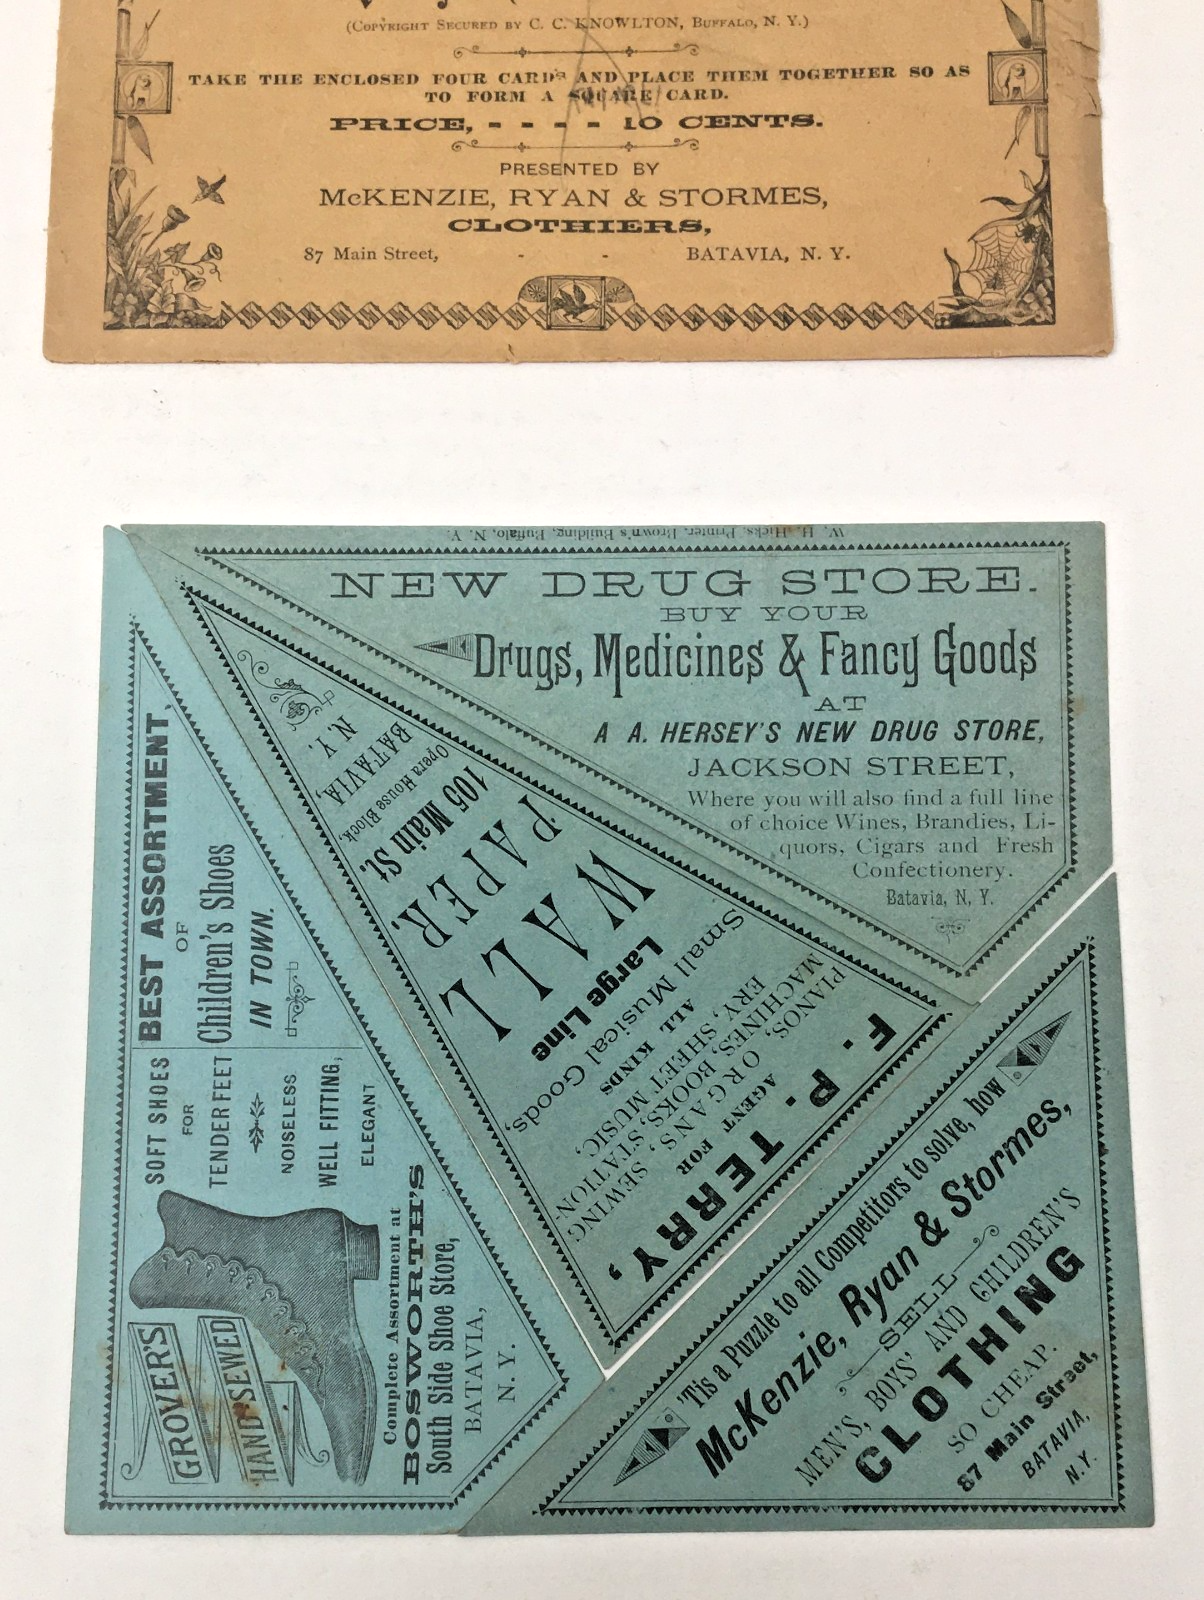 (COPYRIGHT SECURED BY C. C. KNOWLTON, BUFFALO, N. Y.)
TAKE THE ENCLOSED FOUR CARDS AND PLACE THEM TOGETHER SO AS
TO FORM A SQUARE CARD.
PRICE, - - - - 10 CENTS.
PRESENTED BY
McKENZIE, RYAN & STORMES,
CLOTHIERS,
87 Main Street, - - BATAVIA, N. Y.
W. H. Hicks, Printer, Brown's Building, Buffalo, N. Y.
NEW DRUG STORE.
BUY YOUR
Drugs, Medicines & Fancy Goods
AT
A A. HERSEY'S NEW DRUG STORE,
JACKSON STREET,
Where you will also find a full line
of choice Wines, Brandies, Li-
quors, Cigars and Fresh
Confectionery.
Batavia, N, Y.
F. P. TERRY,
AGENT FOR
PIANOS, ORGANS, SEWING
MACHINES, BOOKS, STATION-
ERY, SHEET MUSIC,
ALL KINDS
Small Musical Goods,
Large Line
WALL
PAPER,
105 Main St.
Opera House Block,
BATAVIA,
N. Y.
BEST ASSORTMENT,
OF
Children's Shoes
IN TOWN.
SOFT SHOES
FOR
TENDER FEET
NOISELESS
WELL FITTING,
ELEGANT
GROVER'S
HAND SEWED
Complete Assortment at
BOSWORTH'S
South Side Shoe Store,
BATAVIA,
N. Y.
'Tis a Puzzle to all Competitors to solve, how
McKenzie, Ryan & Stormes,
SELL
MEN'S, BOYS' AND CHILDREN'S
CLOTHING
SO CHEAP.
87 Main Street,
BATAVIA,
N.Y.